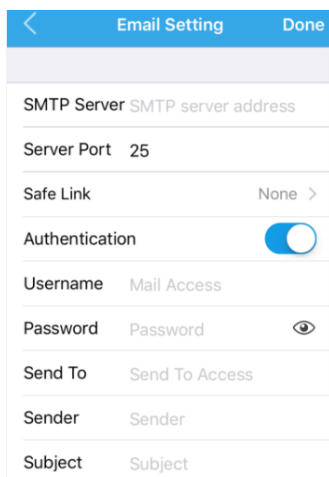 Email Setting Done
SMTP Server SMTP server address
Server Port 25
Safe Link None
Authentication
Username Mail Access
Password Password
Send To Send To Access
Sender Sender
Subject Subject